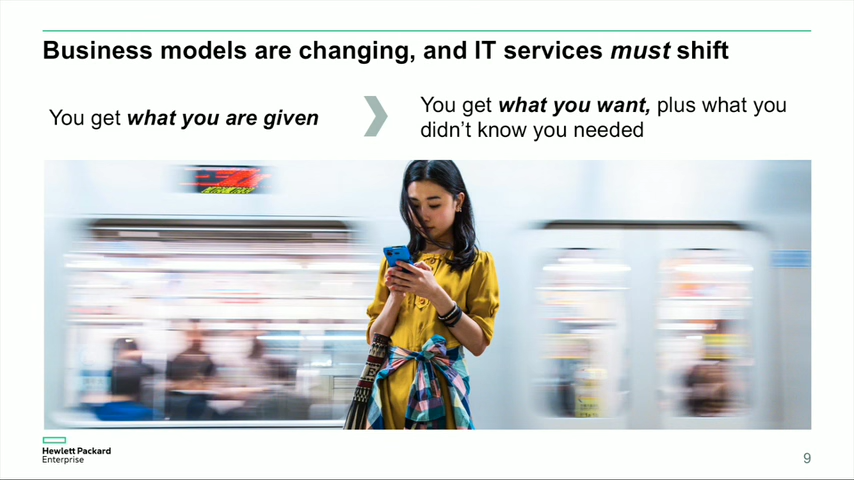 Business models are changing, and IT services must shift
You get what you are given
You get what you want, plus what you
didn’t know you needed
Hewlett Packard
Enterprise
9